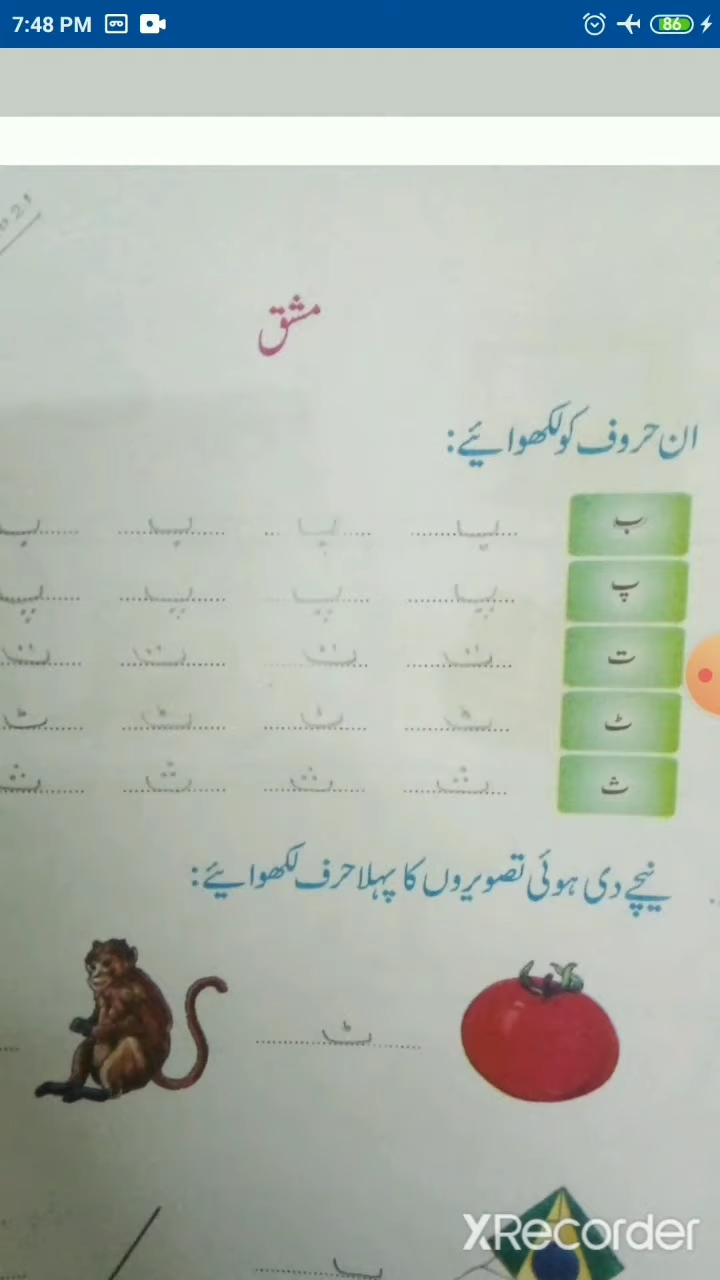 7:48 PM 86
مشق
ان حروف کو لکھوائیے:
ب ب ب ب ب
پ پ پ پ پ
ت ت ت ت ت
ٹ ٹ ٹ ٹ ٹ
ث ث ث ث ث
نیچے دی ہوئی تصویروں کا پہلا حرف لکھوائیے:
ٹ
XRecorder